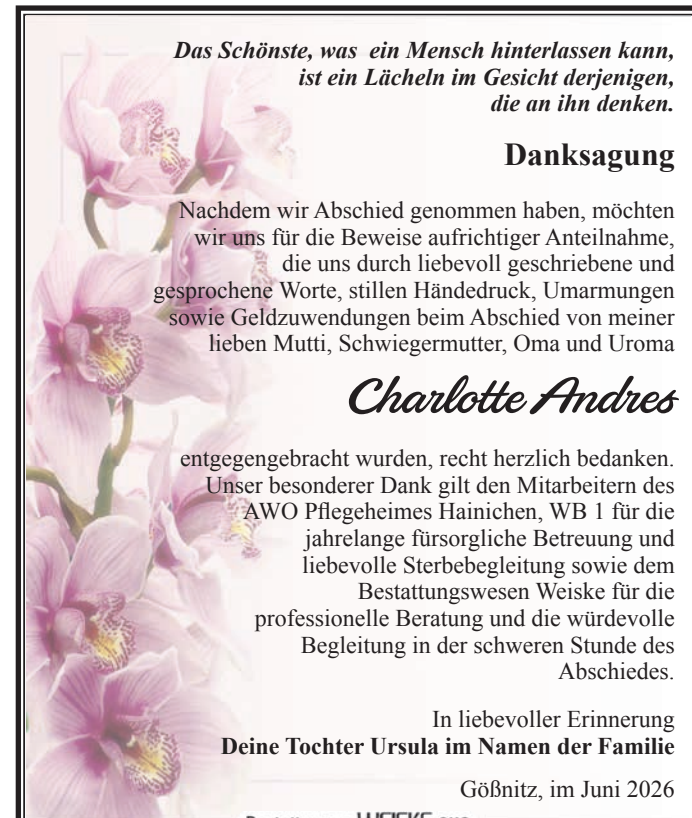 Das Schönste, was ein Mensch hinterlassen kann,
ist ein Lächeln im Gesicht derjenigen,
die an ihn denken.
Danksagung
Nachdem wir Abschied genommen haben, möchten
wir uns für die Beweise aufrichtiger Anteilnahme,
die uns durch liebevoll geschriebene und
gesprochene Worte, stillen Händedruck, Umarmungen
sowie Geldzuwendungen beim Abschied von meiner
lieben Mutti, Schwiegermutter, Oma und Uroma
Charlotte Andres
entgegengebracht wurden, recht herzlich bedanken.
Unser besonderer Dank gilt den Mitarbeitern des
AWO Pflegeheimes Hainichen, WB 1 für die
jahrelange fürsorgliche Betreuung und
liebevolle Sterbebegleitung sowie dem
Bestattungswesen Weiske für die
professionelle Beratung und die würdevolle
Begleitung in der schweren Stunde des
Abschiedes.
In liebevoller Erinnerung
Deine Tochter Ursula im Namen der Familie
Gößnitz, im Juni 2026
WEISKE